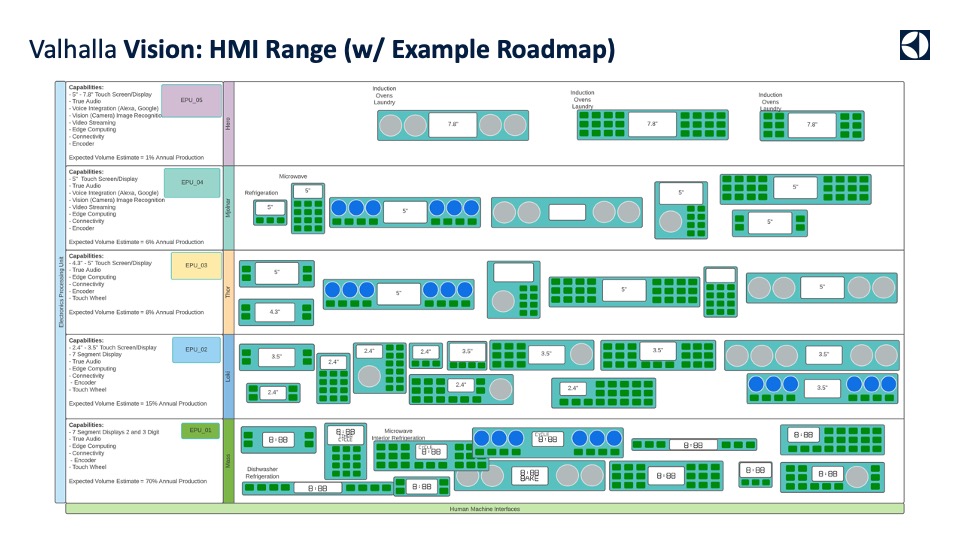 Valhalla Vision: HMI Range (w/ Example Roadmap)
Electronics Processing Unit
Capabilities:
- 5" - 7.8" Touch Screen/Display
- True Audio
- Voice Integration (Alexa, Google)
- Vision (Camera) Image Recognition
- Video Streaming
- Edge Computing
- Connectivity
- Encoder
Expected Volume Estimate = 1% Annual Production
EPU_05
Induction
Ovens
Laundry
7.8"
Induction
Ovens
Laundry
7.8"
Induction
Ovens
Laundry
7.8"
Capabilities:
- 5" Touch Screen/Display
- True Audio
- Voice Integration (Alexa, Google)
- Vision (Camera) Image Recognition
- Video Streaming
- Edge Computing
- Connectivity
- Encoder
Expected Volume Estimate = 6% Annual Production
EPU_04
Mjolnir
Refrigeration
5"
Microwave
5"
5"
5"
5"
5"
Capabilities:
- 4.3" - 5" Touch Screen/Display
- True Audio
- Edge Computing
- Connectivity
- Encoder
- Touch Wheel
Expected Volume Estimate = 8% Annual Production
EPU_03
Thor
5"
4.3"
5"
5"
5"
Capabilities:
- 2.4" - 3.5" Touch Screen/Display
- 7 Segment Display
- True Audio
- Edge Computing
- Connectivity
- Encoder
- Touch Wheel
Expected Volume Estimate = 15% Annual Production
EPU_02
Loki
3.5"
2.4"
2.4"
2.4"
2.4"
3.5"
3.5"
3.5"
3.5"
2.4"
2.4"
3.5"
Capabilities:
- 7 Segment Displays 2 and 3 Digit
- True Audio
- Edge Computing
- Connectivity
- Encoder
- Touch Wheel
Expected Volume Estimate = 70% Annual Production
EPU_01
8:88
8:88
CYCLE
Microwave
Interior Refrigeration
8:88
8:88
8:88
8:88
Dishwasher
Refrigeration
8:88
8:88
8:88
BAKE
8:88
8:88
8:88
Human Machine Interfaces